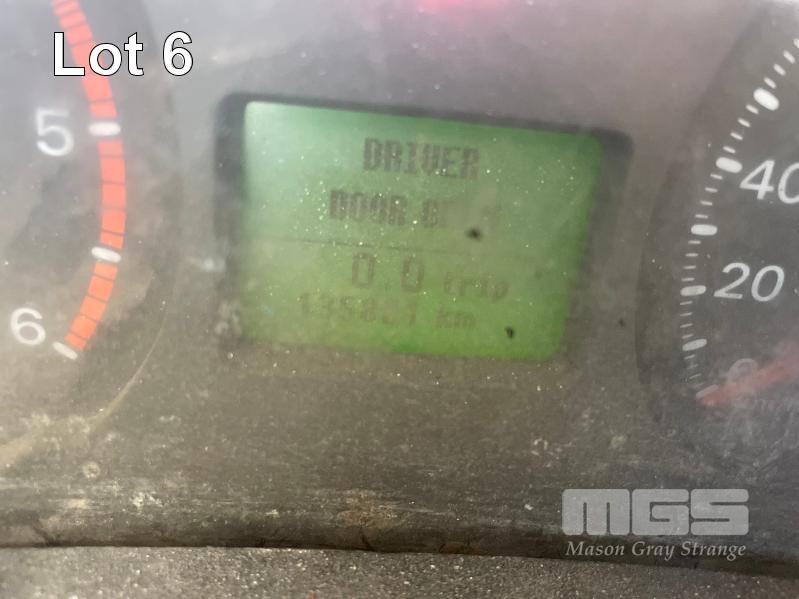 Lot 6
5
6
DRIVER
DOOR
0.0 trip
km
40
20
MGS
Mason Gray Strange